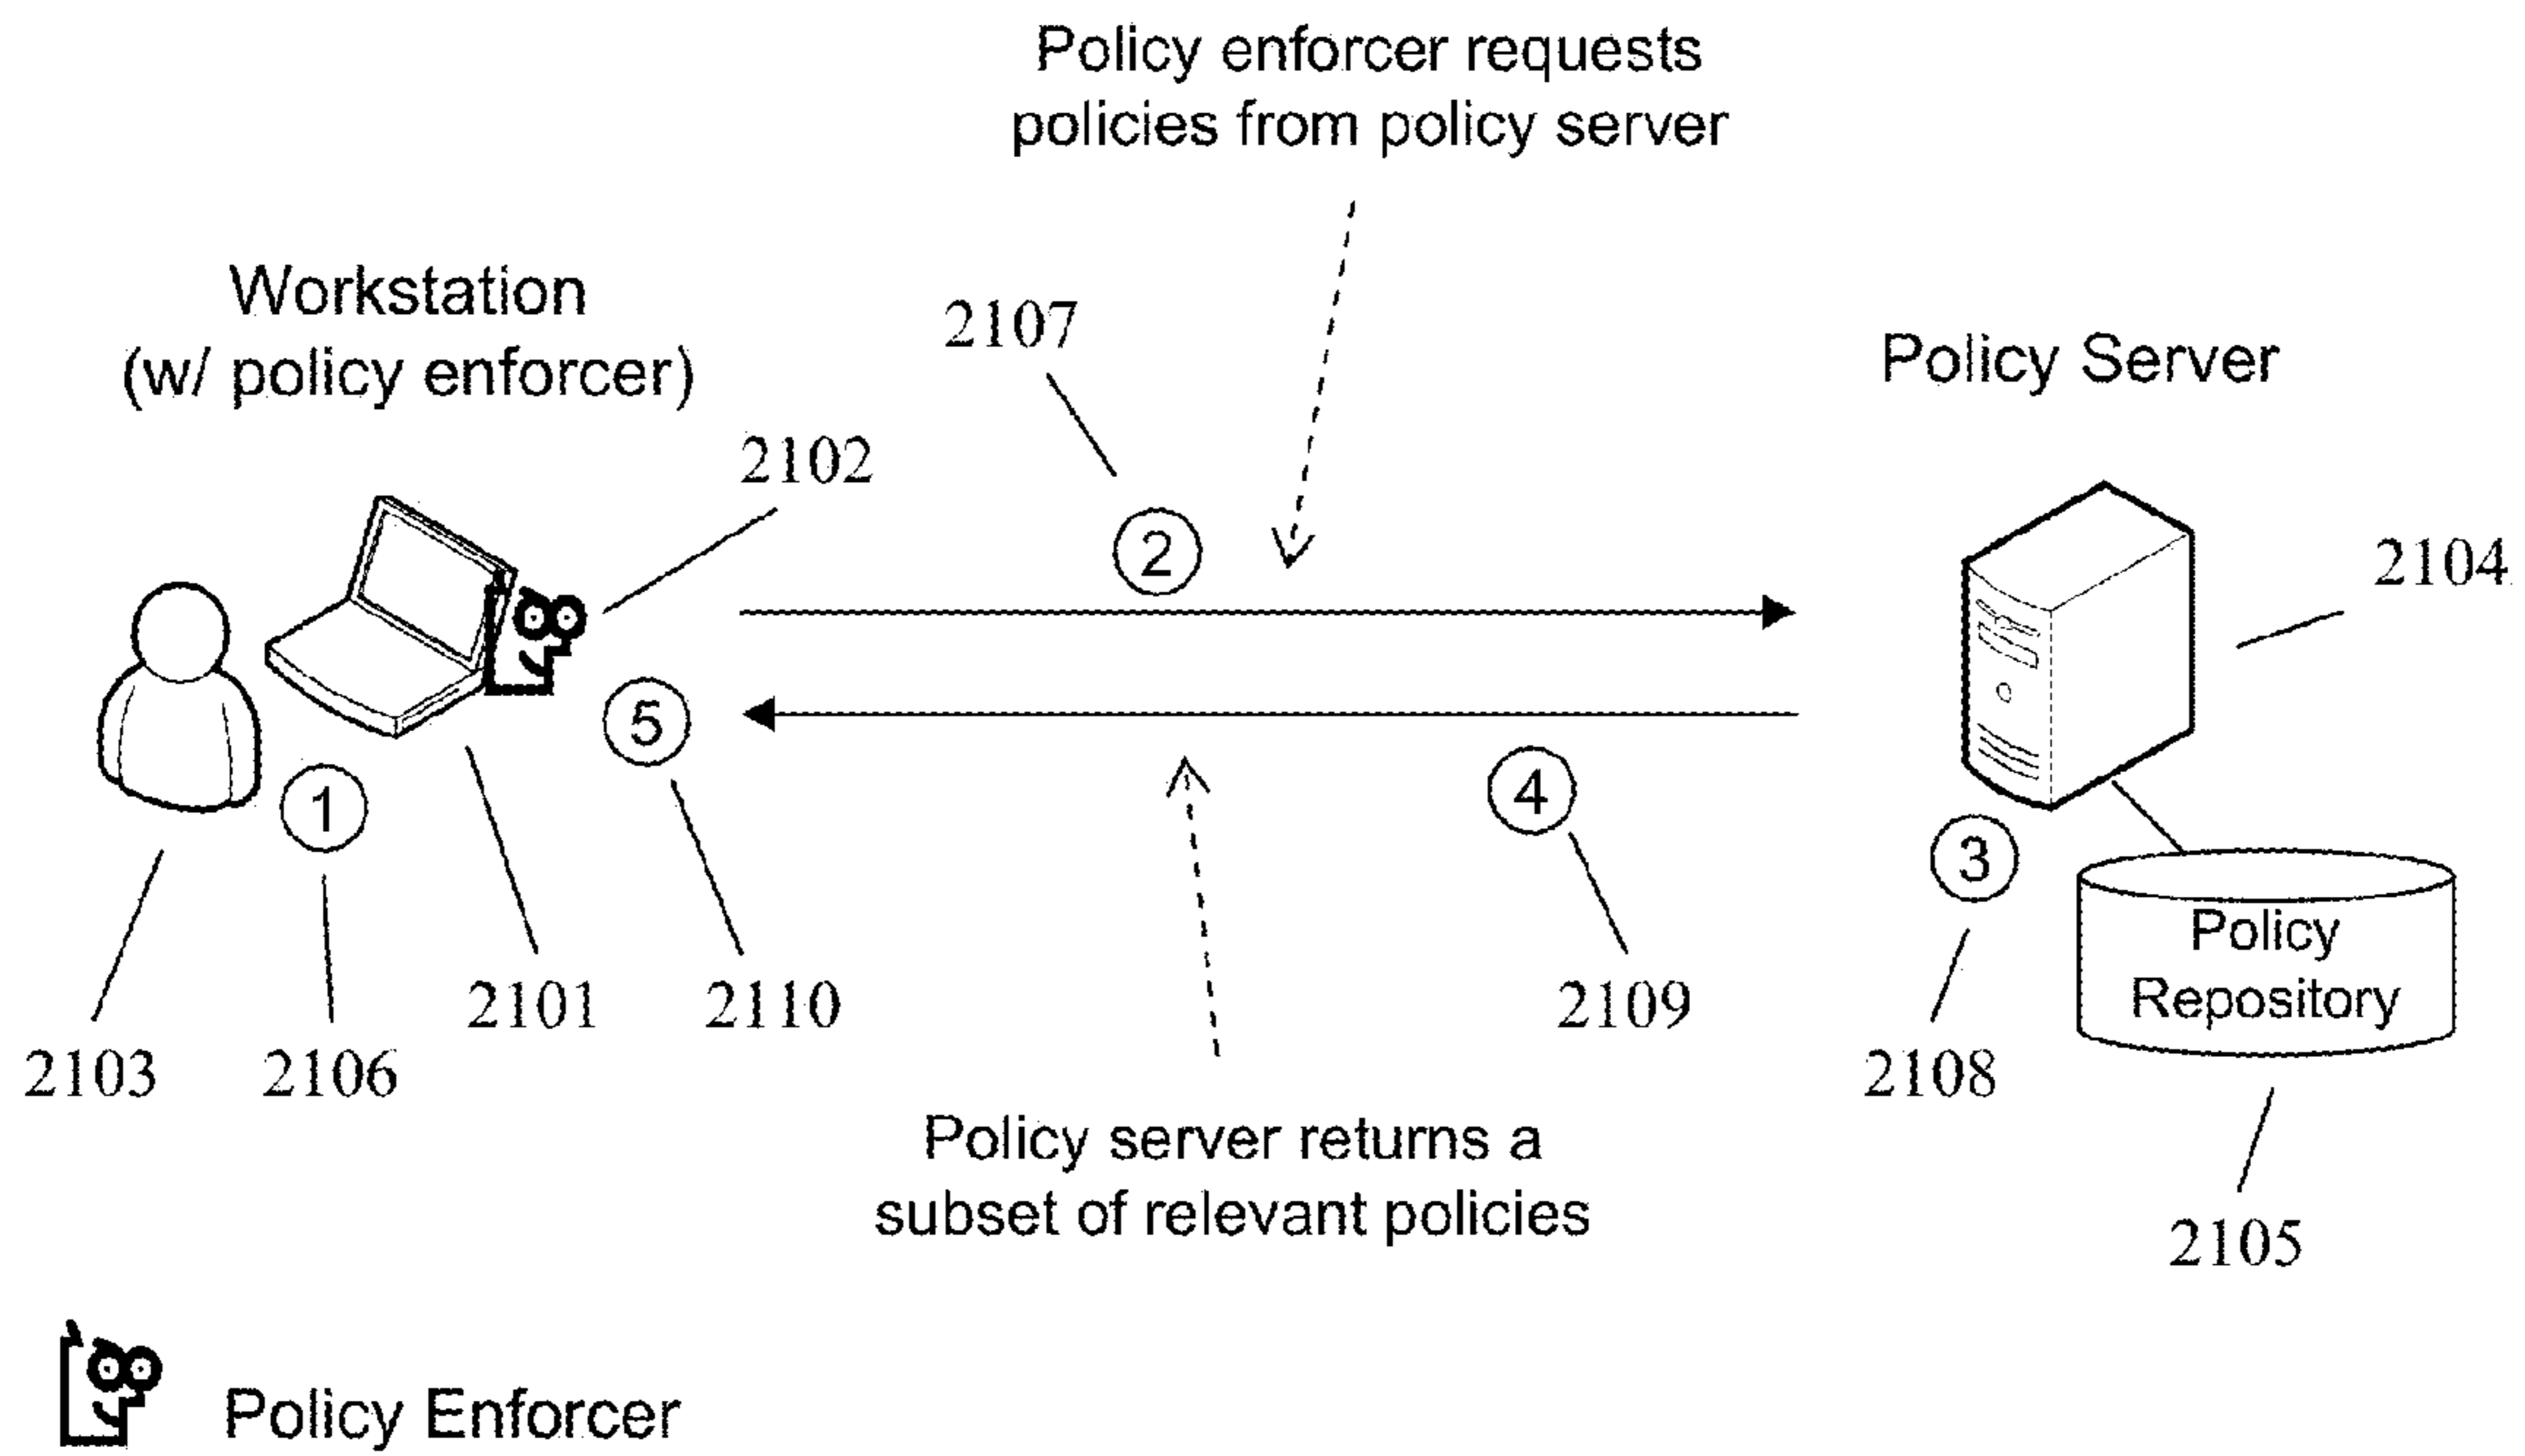 Policy enforcer requests
policies from policy server
Workstation
(w/ policy enforcer)
2107
Policy Server
2102
2
2104
5
1
4
3
Policy
Repository
2101
2110
2109
2103
2106
2108
Policy server returns a
subset of relevant policies
2105
Policy Enforcer